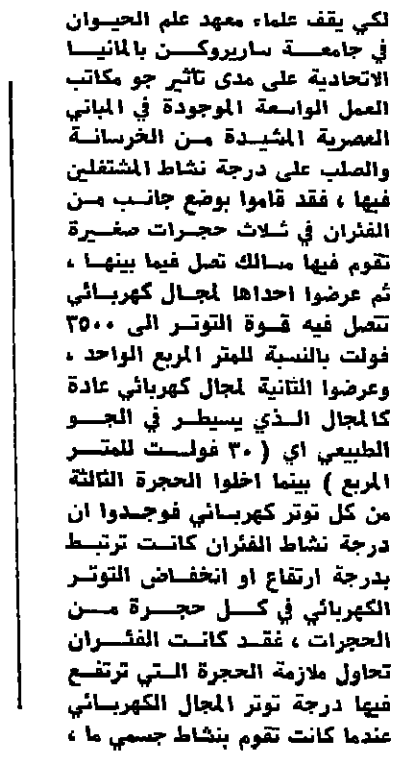 لكي يقف علماء معهد علم الحيوان
في جامعة ساربروكن بالمانيا
الاتحادية على مدى تأثير جو مكاتب
العمل الواسعة الموجودة في المباني
العصرية المشيدة من الخرسانة
والصلب على درجة نشاط المشتغلين
فيها ، فقد قاموا بوضع جانب من
الفئران في ثلاث حجرات صغيرة
تقوم فيها مسالك تصل فيما بينها ،
ثم عرضوا احداها لمجال كهربائي
تتصل فيه قوة التوتر الى ٣٥٠٠
فولت بالنسبة للمتر المربع الواحد ،
وعرضوا الثانية لمجال كهربائي عادة
كالمجال الذي يسيطر في الجو
الطبيعي اي ( ٣٠ فولت للمتر
المربع ) بينما اخلوا الحجرة الثالثة
من كل توتر كهربائي فوجدوا ان
درجة نشاط الفئران كانت ترتبط
بدرجة ارتفاع او انخفاض التوتر
الكهربائي في كل حجرة من
الحجرات ، فقد كانت الفئران
تحاول ملازمة الحجرة التي ترتفع
فيها درجة توتر المجال الكهربائي
عندما كانت تقوم بنشاط جسمي ما ،